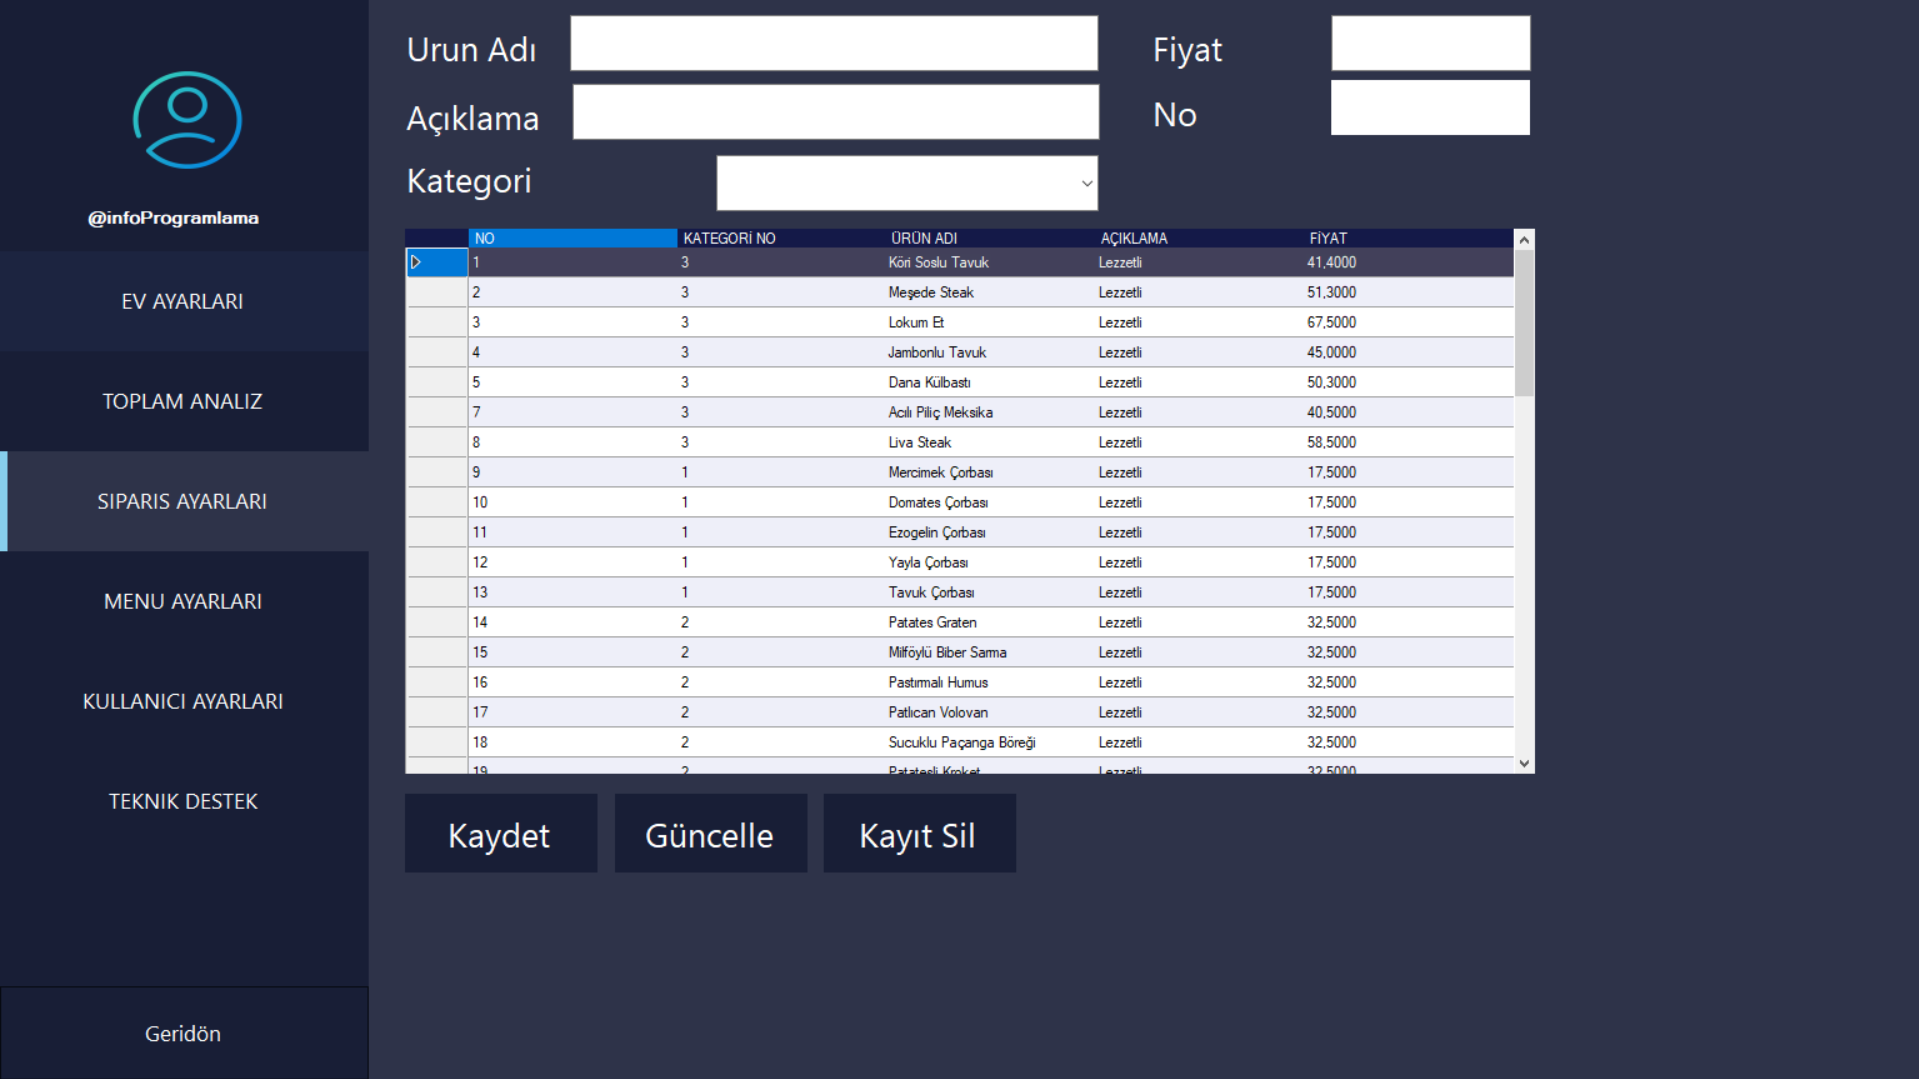 @infoProgramlama
EV AYARLARI
TOPLAM ANALIZ
SIPARIS AYARLARI
MENU AYARLARI
KULLANICI AYARLARI
TEKNIK DESTEK
Geridön
Urun Adı
Fiyat
Açıklama
No
Kategori
NO KATEGORİ NO ÜRÜN ADI AÇIKLAMA FİYAT
1 3 Köri Soslu Tavuk Lezzetli 41,4000
2 3 Meşede Steak Lezzetli 51,3000
3 3 Lokum Et Lezzetli 67,5000
4 3 Jambonlu Tavuk Lezzetli 45,0000
5 3 Dana Külbastı Lezzetli 50,3000
7 3 Acılı Piliç Meksika Lezzetli 40,5000
8 3 Liva Steak Lezzetli 58,5000
9 1 Mercimek Çorbası Lezzetli 17,5000
10 1 Domates Çorbası Lezzetli 17,5000
11 1 Ezogelin Çorbası Lezzetli 17,5000
12 1 Yayla Çorbası Lezzetli 17,5000
13 1 Tavuk Çorbası Lezzetli 17,5000
14 2 Patates Graten Lezzetli 32,5000
15 2 Milföylü Biber Sarma Lezzetli 32,5000
16 2 Pastırmalı Humus Lezzetli 32,5000
17 2 Patlıcan Volovan Lezzetli 32,5000
18 2 Sucuklu Paçanga Böreği Lezzetli 32,5000
19 2 Patatesli Kroket Lezzetli 32,5000
Kaydet
Güncelle
Kayıt Sil